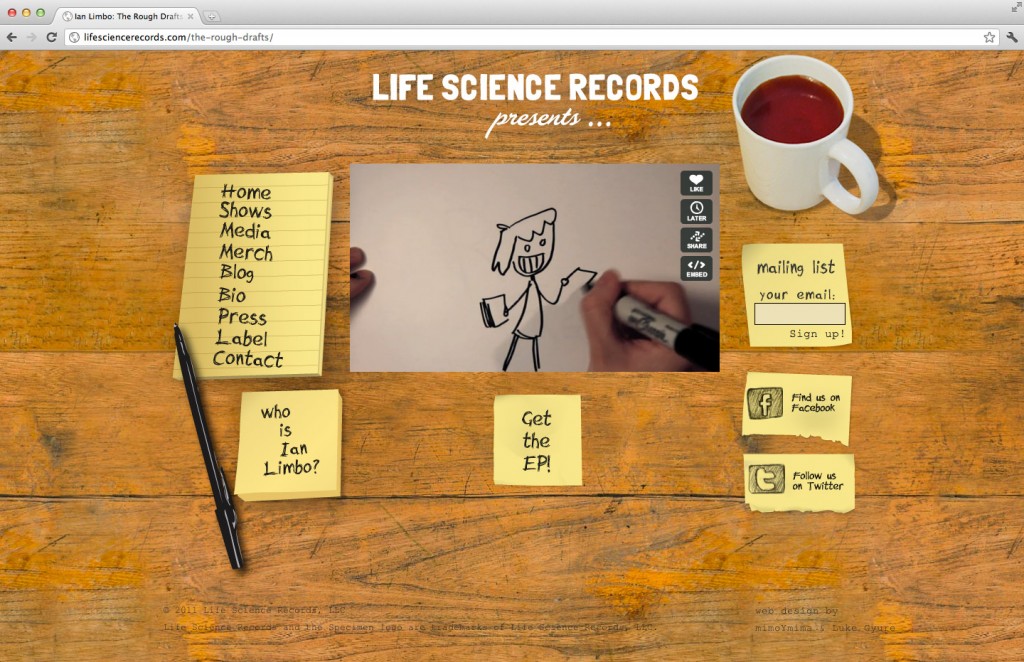 Ian Limbo: The Rough Drafts
lifesciencerecords.com/the-rough-drafts/
LIFE SCIENCE RECORDS
presents ...
Home
Shows
Media
Merch
Blog
Bio
Press
Label
Contact
LIKE
LATER
SHARE
EMBED
mailing list
your email:
Sign up!
Find us on
Facebook
Follow us
on Twitter
who
is
Ian
Limbo?
Get
the
EP!
© 2011 Life Science Records, LLC
Life Science Records and the Specimen logo are trademarks of Life Science Records, LLC.
web design by
mimoYmima & Luke Gyure